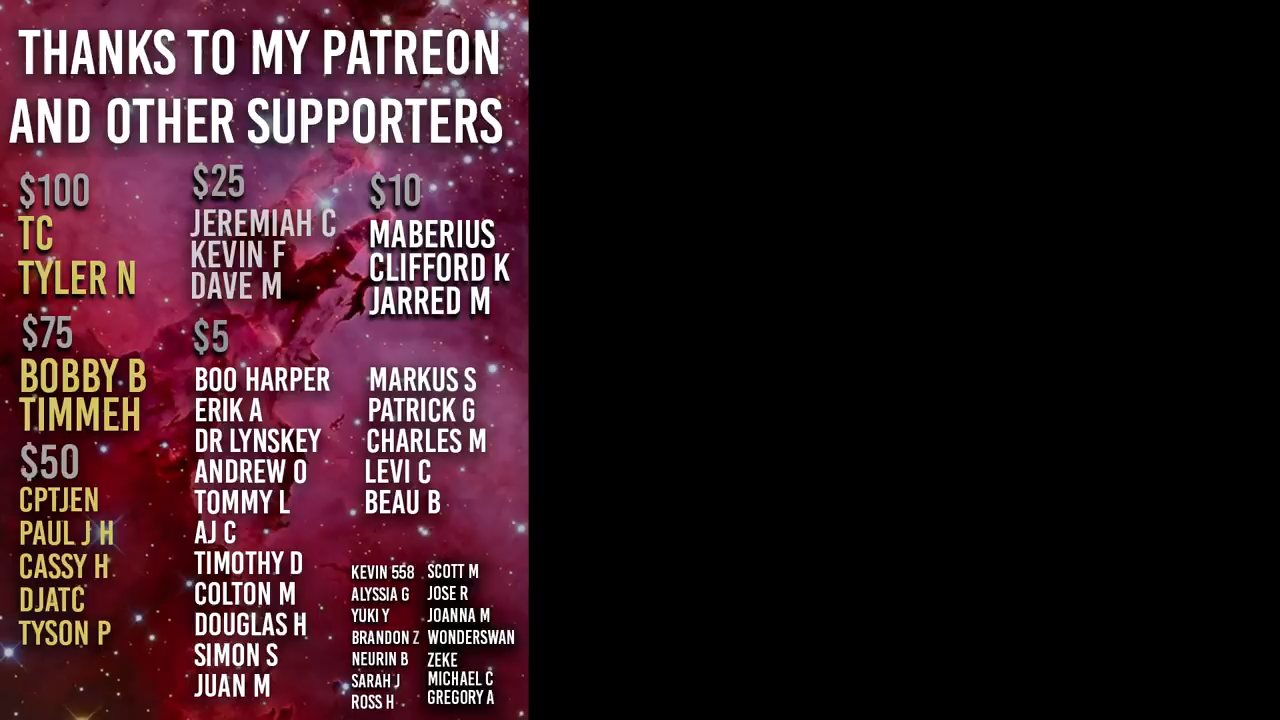 THANKS TO MY PATREON
AND OTHER SUPPORTERS
$100
TC
TYLER N
$75
BOBBY B
TIMMEH
$50
CPTJEN
PAUL J H
CASSY H
DJATC
TYSON P
$25
JEREMIAH C
KEVIN F
DAVE M
$5
BOO HARPER
ERIK A
DR LYNSKEY
ANDREW O
TOMMY L
AJ C
TIMOTHY D
COLTON M
DOUGLAS H
SIMON S
JUAN M
$10
MABERIUS
CLIFFORD K
JARRED M
MARKUS S
PATRICK G
CHARLES M
LEVI C
BEAU B
KEVIN 558
ALYSSIA G
YUKI Y
BRANDON Z
NEURIN B
SARAH J
ROSS H
SCOTT M
JOSE R
JOANNA M
WONDERSWAN
ZEKE
MICHAEL C
GREGORY A